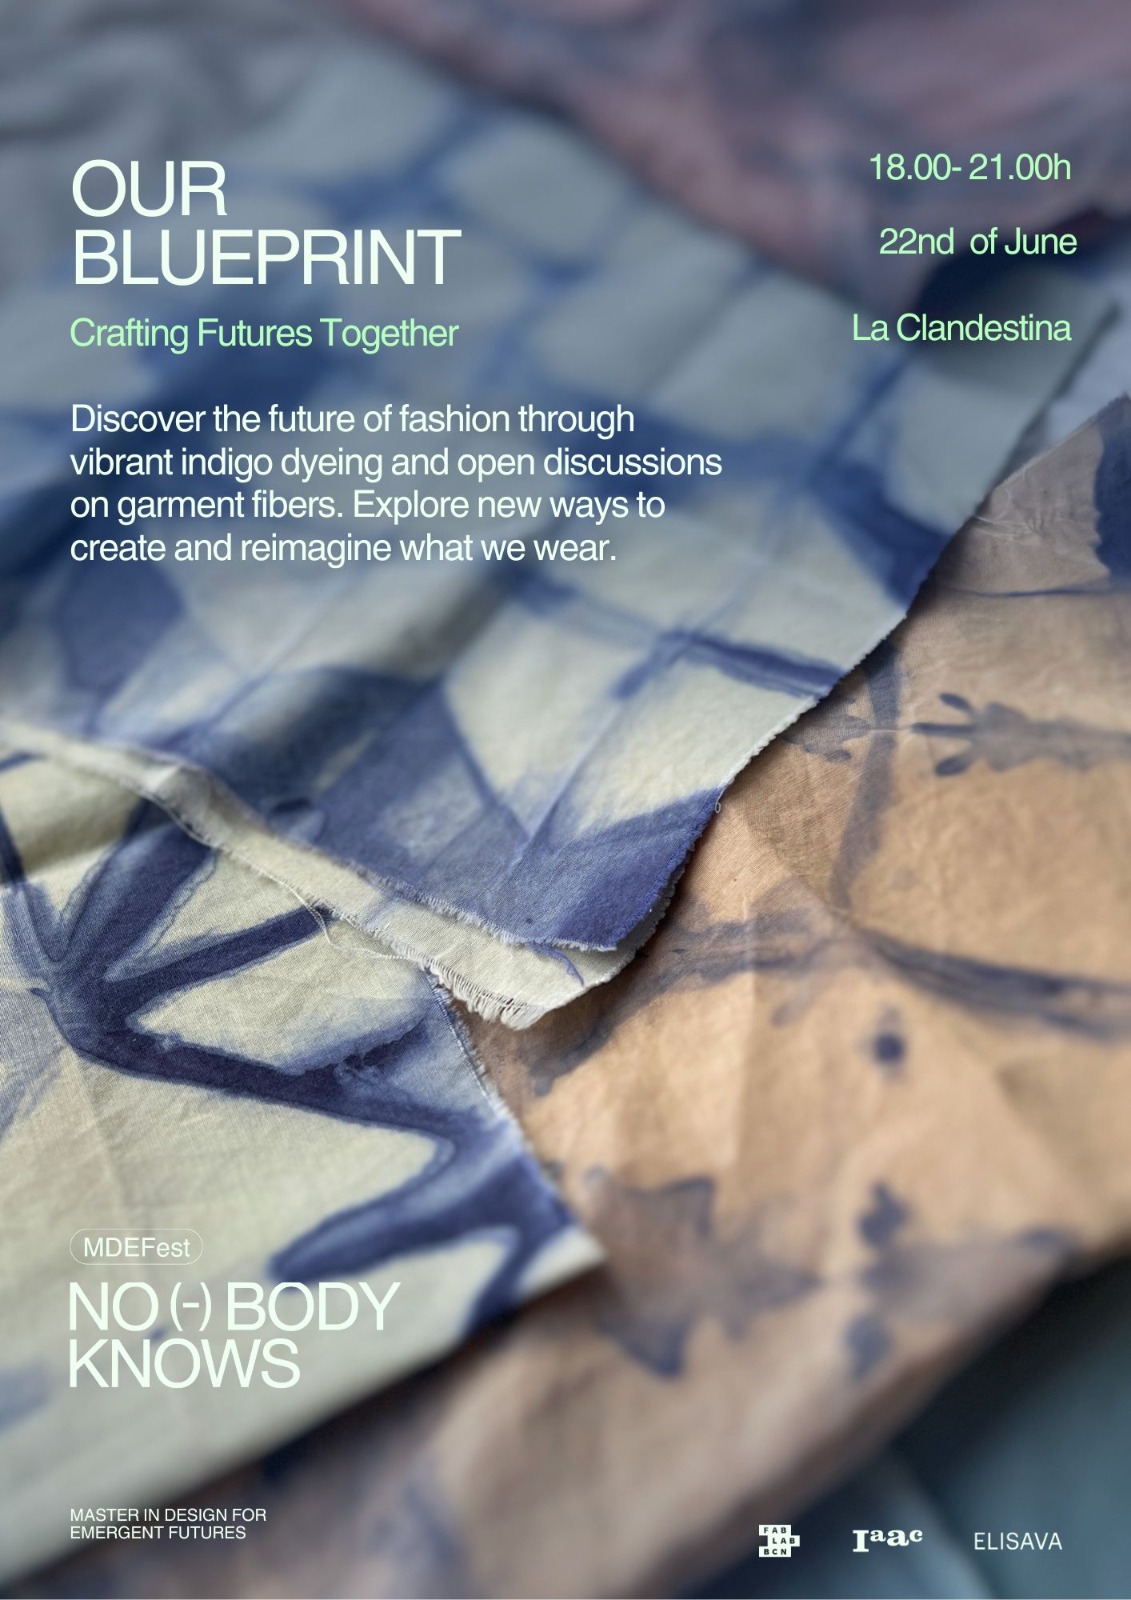 OUR
BLUEPRINT
Crafting Futures Together
18.00- 21.00h
22nd of June
La Clandestina
Discover the future of fashion through
vibrant indigo dyeing and open discussions
on garment fibers. Explore new ways to
create and reimagine what we wear.
MDEFest
NO (-) BODY
KNOWS
MASTER IN DESIGN FOR
EMERGENT FUTURES
FAB
LAB
BCN
Iaac
ELISAVA